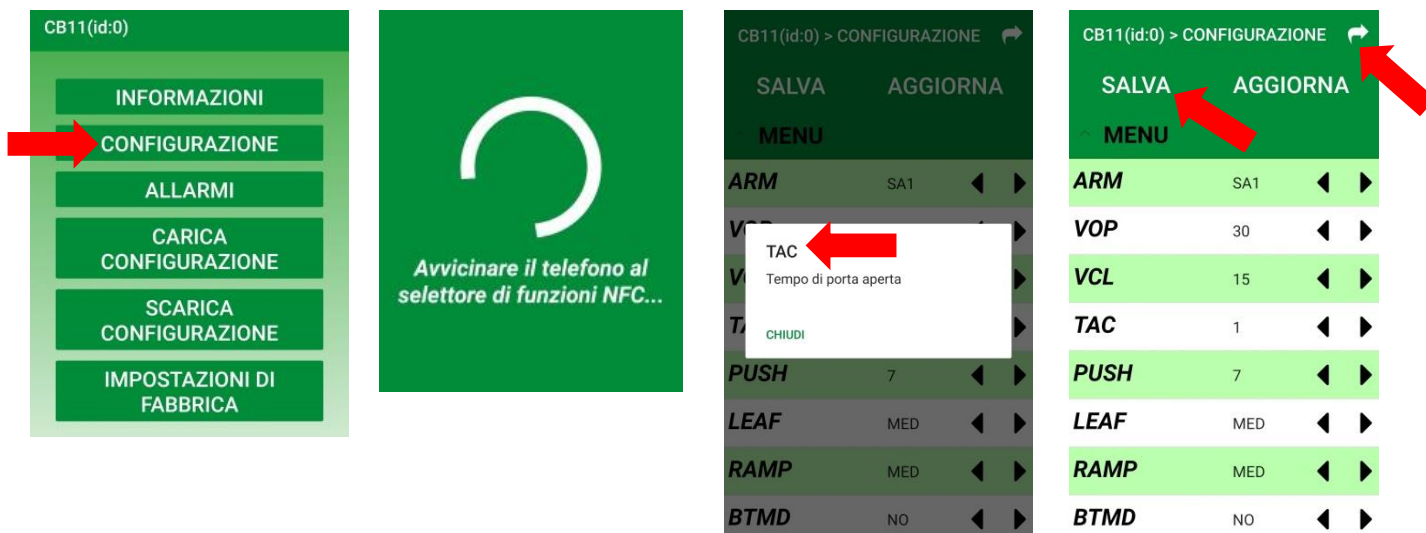 CB11(id:0)
INFORMAZIONI
CONFIGURAZIONE
ALLARMI
CARICA
CONFIGURAZIONE
SCARICA
CONFIGURAZIONE
IMPOSTAZIONI DI
FABBRICA
Avvicinare il telefono al
selettore di funzioni NFC...
CB11(id:0) > CONFIGURAZIONE
SALVA AGGIORNA
MENU
ARM SA1
TAC
Tempo di porta aperta
CHIUDI
PUSH 7
LEAF MED
RAMP MED
BTMD NO
CB11(id:0) > CONFIGURAZIONE
SALVA AGGIORNA
MENU
ARM SA1
VOP 30
VCL 15
TAC 1
PUSH 7
LEAF MED
RAMP MED
BTMD NO